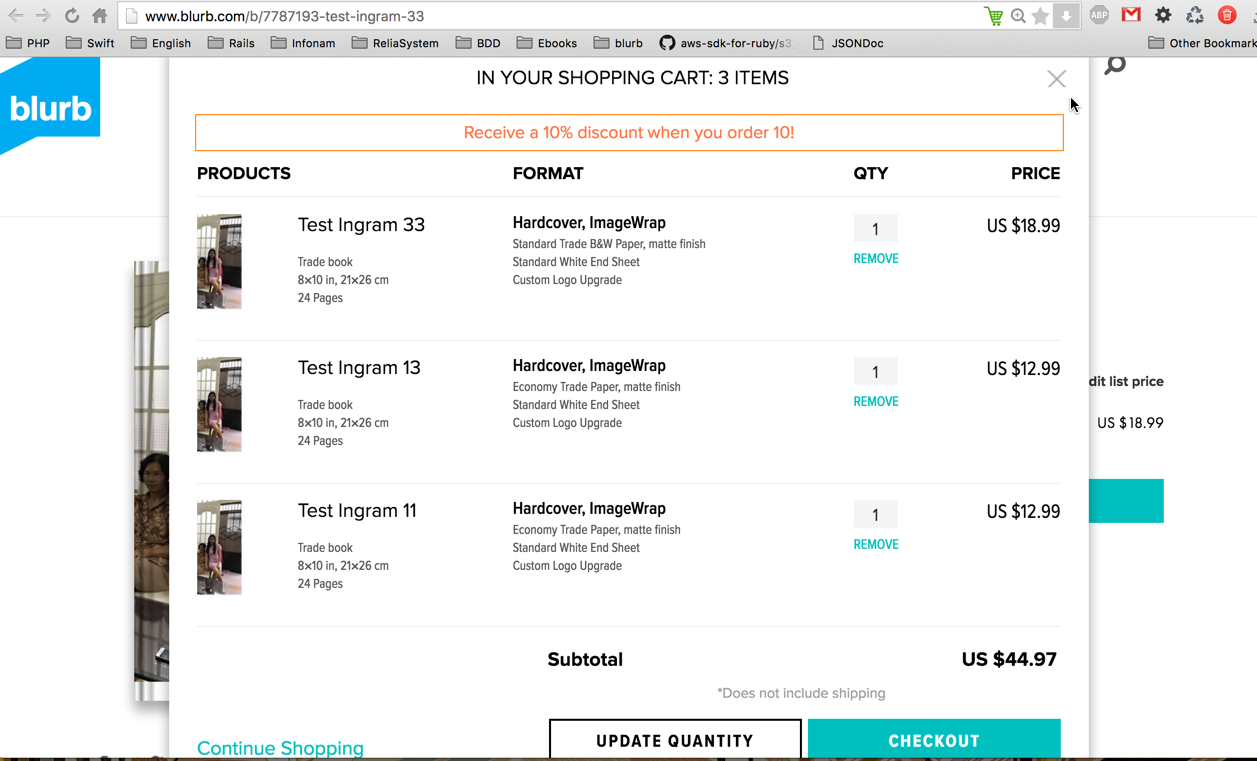 www.blurb.com/b/7787193-test-ingram-33
ABP
PHP Swift English Rails Infonam ReliaSystem BDD Ebooks blurb aws-sdk-for-ruby/s3 JSONDoc Other Bookmark
blurb
IN YOUR SHOPPING CART: 3 ITEMS
Receive a 10% discount when you order 10!
PRODUCTS FORMAT QTY PRICE
Test Ingram 33 Hardcover, ImageWrap 1 US $18.99
Standard Trade B&W Paper, matte finish
Trade book Standard White End Sheet REMOVE
8×10 in, 21×26 cm Custom Logo Upgrade
24 Pages
Test Ingram 13 Hardcover, ImageWrap 1 US $12.99
Economy Trade Paper, matte finish
dit list price
Trade book Standard White End Sheet REMOVE
8×10 in, 21×26 cm Custom Logo Upgrade US $18.99
24 Pages
Test Ingram 11 Hardcover, ImageWrap 1 US $12.99
Economy Trade Paper, matte finish
Trade book Standard White End Sheet REMOVE
8×10 in, 21×26 cm Custom Logo Upgrade
24 Pages
Subtotal US $44.97
*Does not include shipping
Continue Shopping UPDATE QUANTITY CHECKOUT